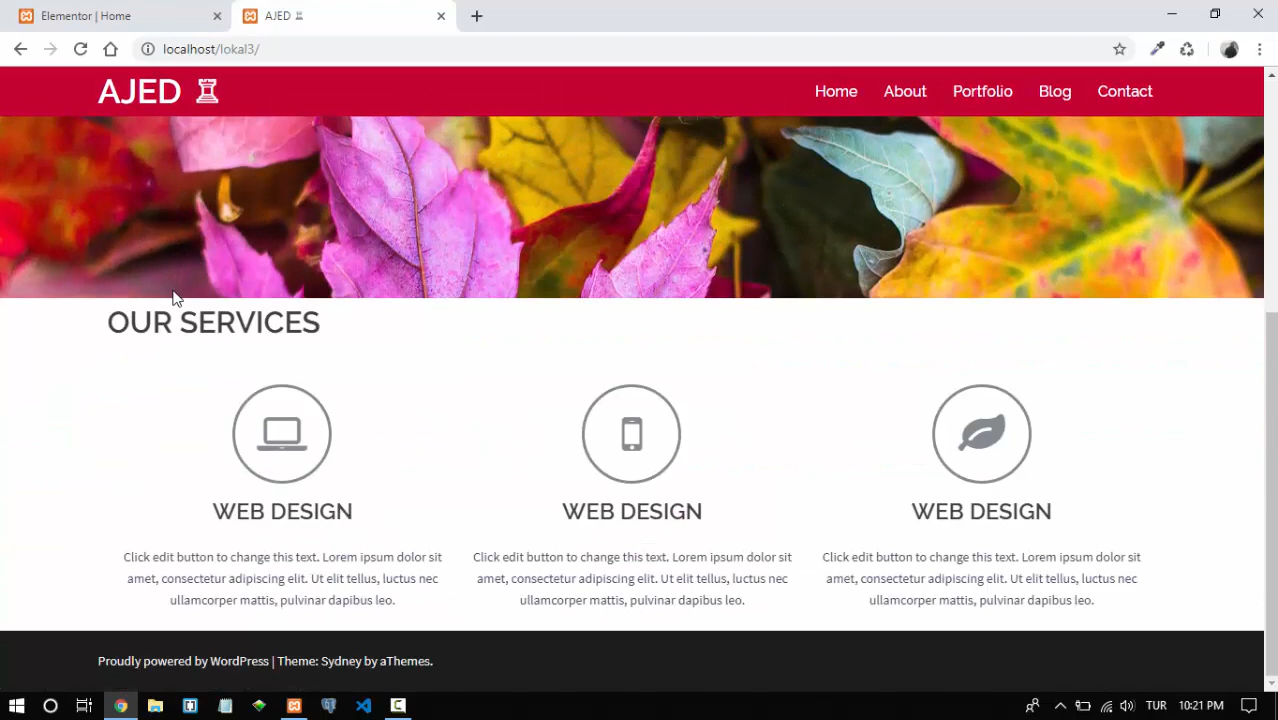 Elementor | Home
AJED ♖
localhost/lokal3/
AJED ♖
Home About Portfolio Blog Contact
OUR SERVICES
WEB DESIGN
Click edit button to change this text. Lorem ipsum dolor sit
amet, consectetur adipiscing elit. Ut elit tellus, luctus nec
ullamcorper mattis, pulvinar dapibus leo.
WEB DESIGN
Click edit button to change this text. Lorem ipsum dolor sit
amet, consectetur adipiscing elit. Ut elit tellus, luctus nec
ullamcorper mattis, pulvinar dapibus leo.
WEB DESIGN
Click edit button to change this text. Lorem ipsum dolor sit
amet, consectetur adipiscing elit. Ut elit tellus, luctus nec
ullamcorper mattis, pulvinar dapibus leo.
Proudly powered by WordPress | Theme: Sydney by aThemes.
TUR 10:21 PM